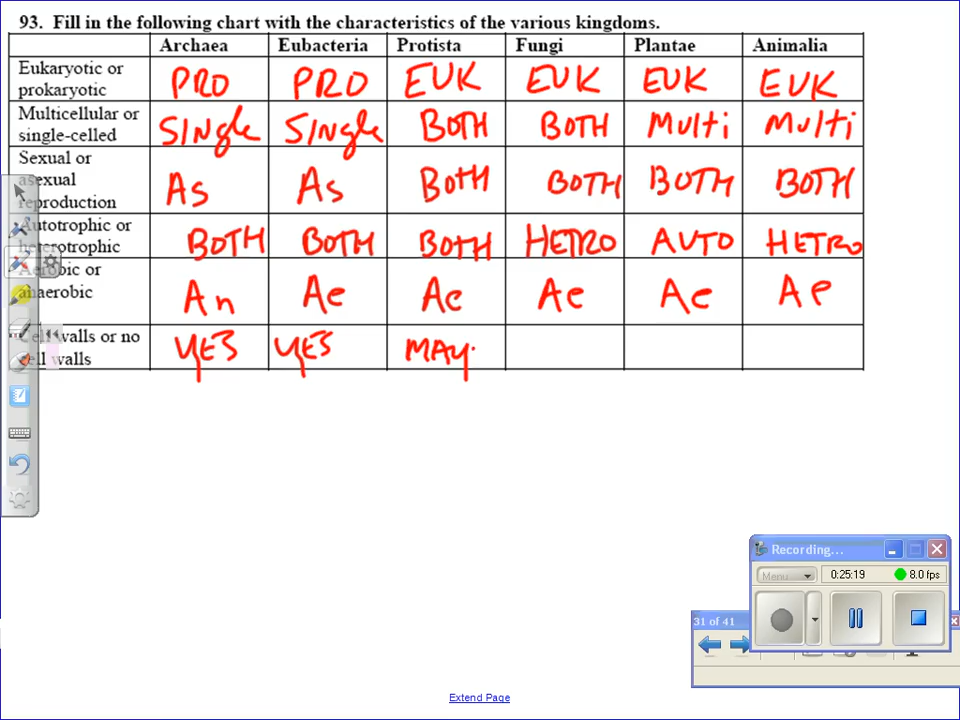 93. Fill in the following chart with the characteristics of the various kingdoms.
Archaea Eubacteria Protista Fungi Plantae Animalia
Eukaryotic or
prokaryotic
PRO PRO EUK EUK EUK EUK
Multicellular or
single-celled
SINgle SINgle BOTH BOTH MULTi MULTi
Sexual or
asexual
reproduction
As As BOTH BOTH BOTH BOTH
Autotrophic or
heterotrophic
BOTH BOTH BOTH HETRO AUTO HETRO
Aerobic or
anaerobic
An Ae Ae Ae Ae Ae
Cell walls or no
cell walls
YES YES MAY
Recording...
Menu 0:25:19 8.0 fps
31 of 41
Extend Page